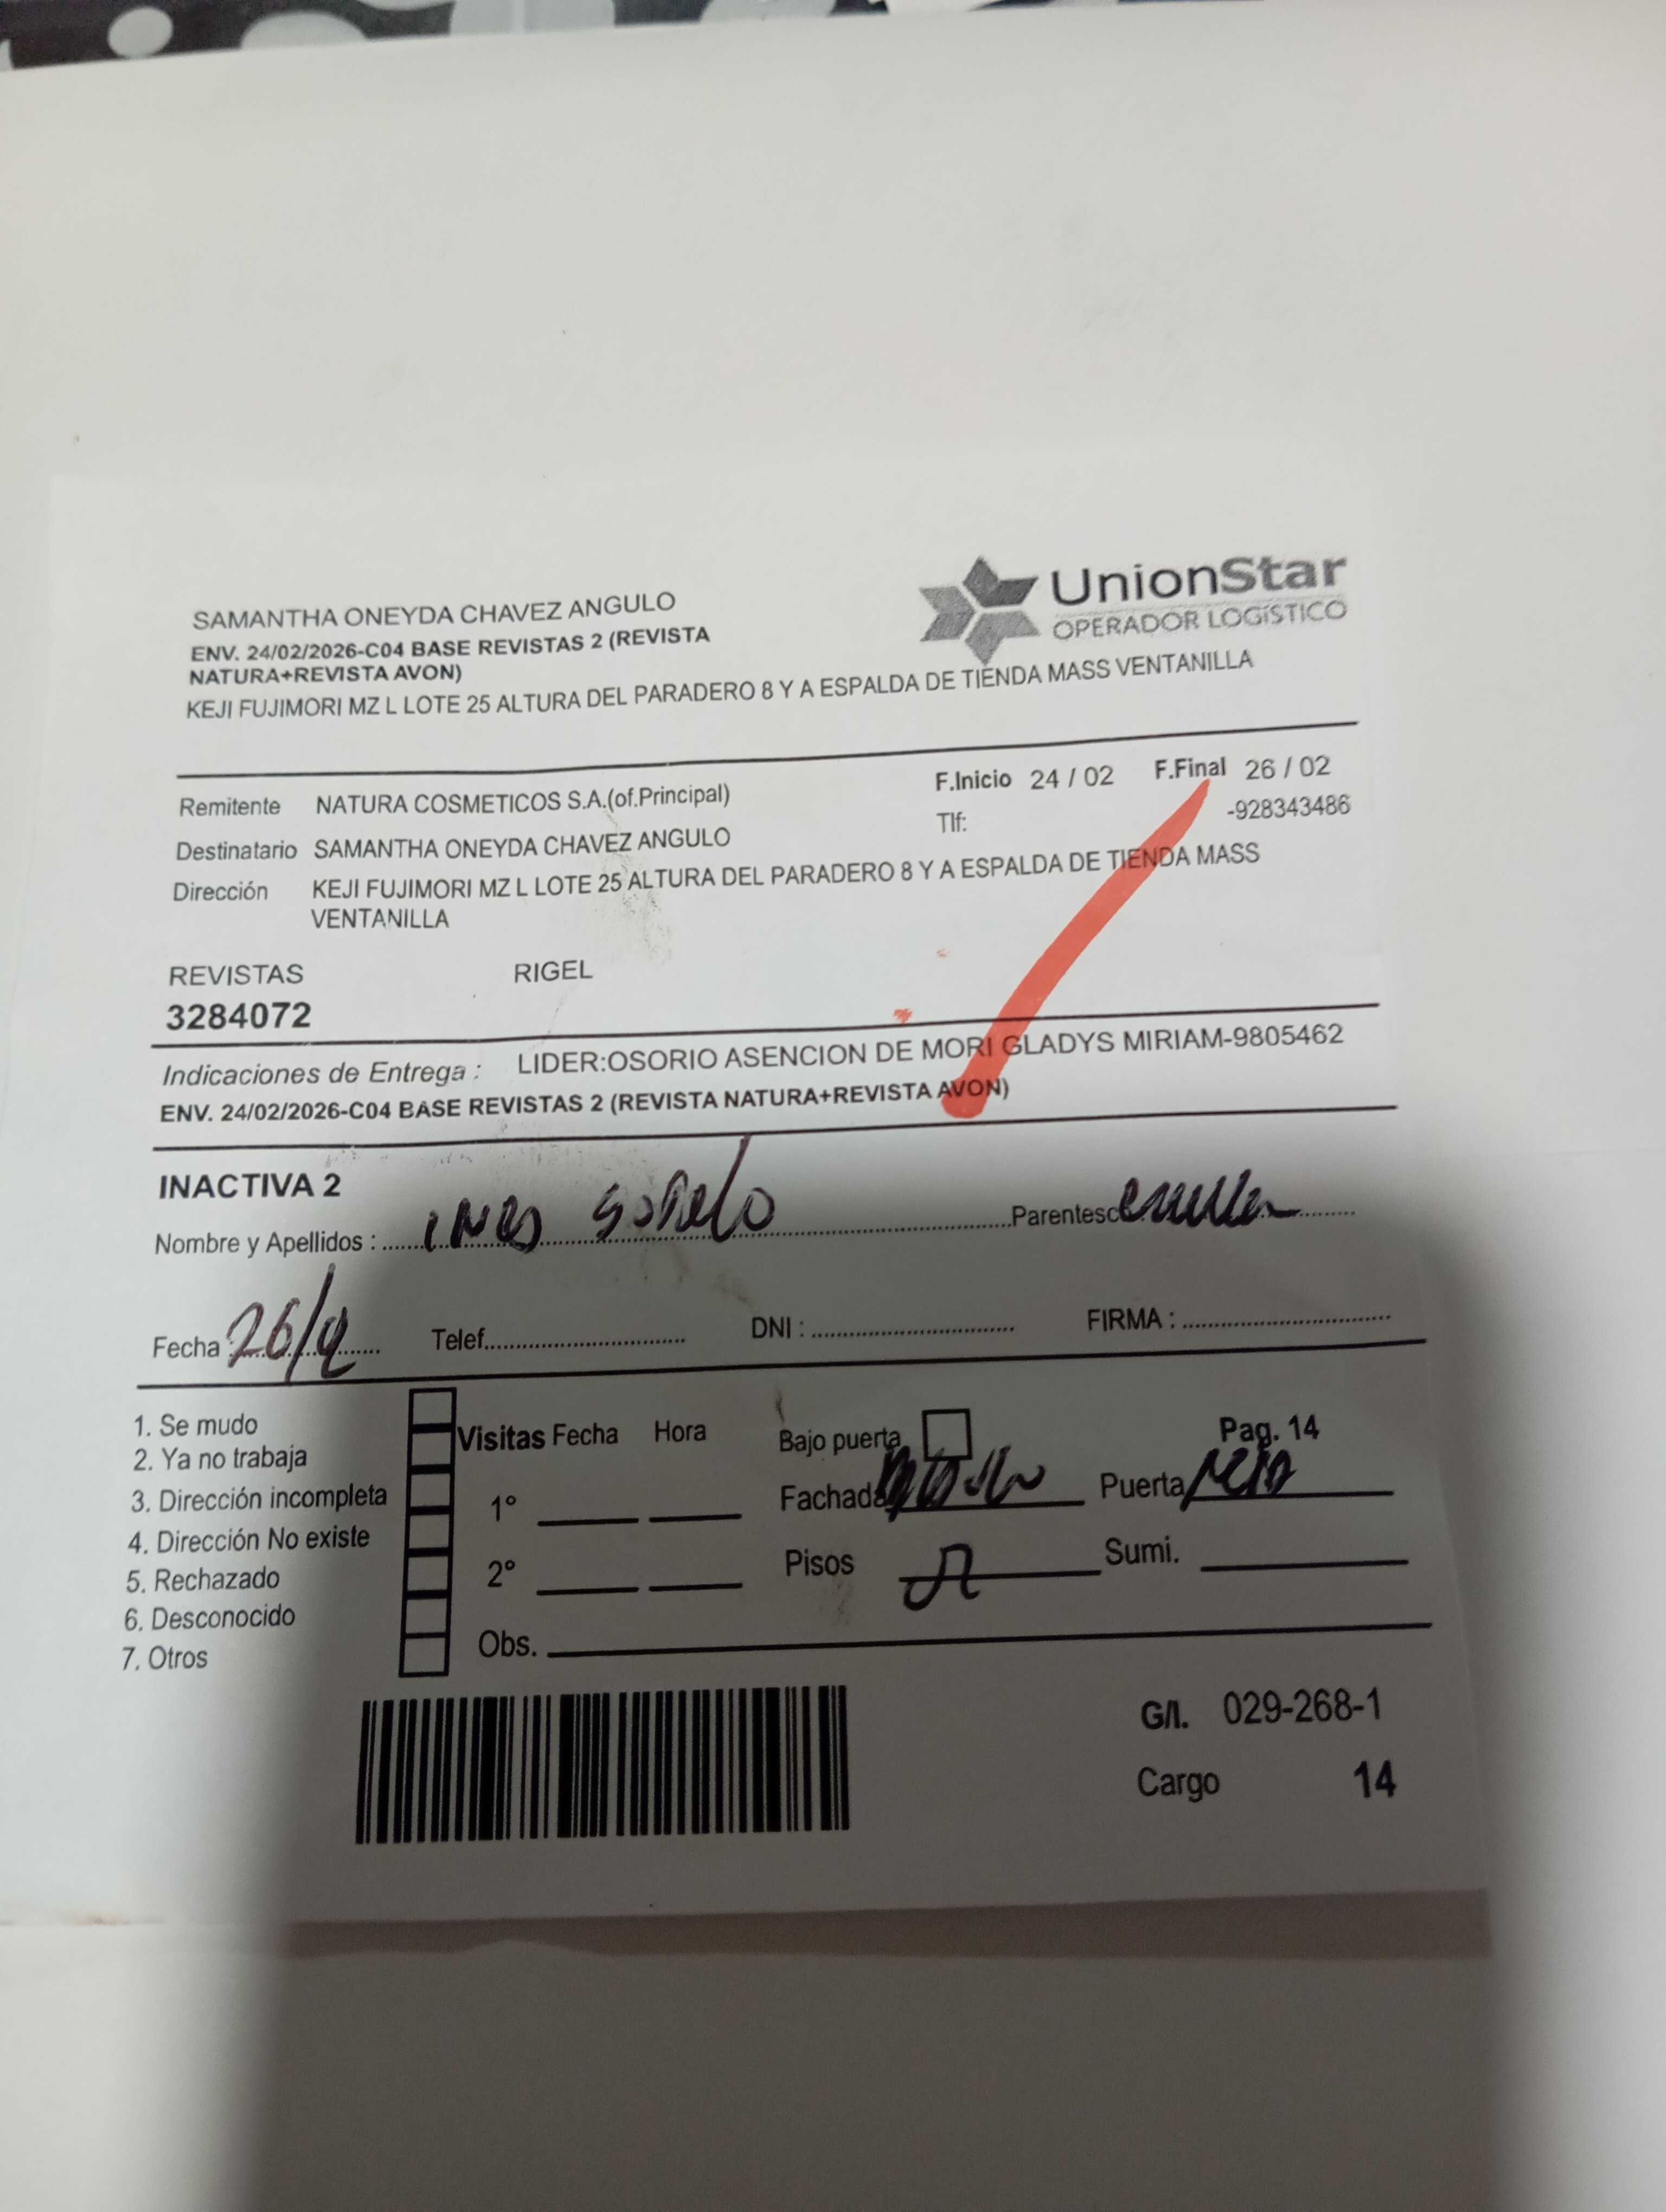 SAMANTHA ONEYDA CHAVEZ ANGULO
ENV. 24/02/2026-C04 BASE REVISTAS 2 (REVISTA
NATURA+REVISTA AVON)
KEJI FUJIMORI MZ L LOTE 25 ALTURA DEL PARADERO 8 Y A ESPALDA DE TIENDA MASS VENTANILLA
UnionStar
OPERADOR LOGÍSTICO
Remitente NATURA COSMETICOS S.A.(of.Principal)
F.Inicio 24 / 02 F.Final 26 / 02
Tlf: -928343486
Destinatario SAMANTHA ONEYDA CHAVEZ ANGULO
Dirección KEJI FUJIMORI MZ L LOTE 25 ALTURA DEL PARADERO 8 Y A ESPALDA DE TIENDA MASS
VENTANILLA
REVISTAS RIGEL
3284072
Indicaciones de Entrega : LIDER:OSORIO ASENCION DE MORI GLADYS MIRIAM-9805462
ENV. 24/02/2026-C04 BASE REVISTAS 2 (REVISTA NATURA+REVISTA AVON)
INACTIVA 2
Nombre y Apellidos : INES Sotelo Parentesc
Fecha : 26/2 Telef. DNI : FIRMA :
1. Se mudo
2. Ya no trabaja
3. Dirección incompleta
4. Dirección No existe
5. Rechazado
6. Desconocido
7. Otros
Visitas Fecha Hora
1°
2°
Obs.
Bajo puerta Pag. 14
Fachada Puerta
Pisos Sumi.
G/I. 029-268-1
Cargo 14